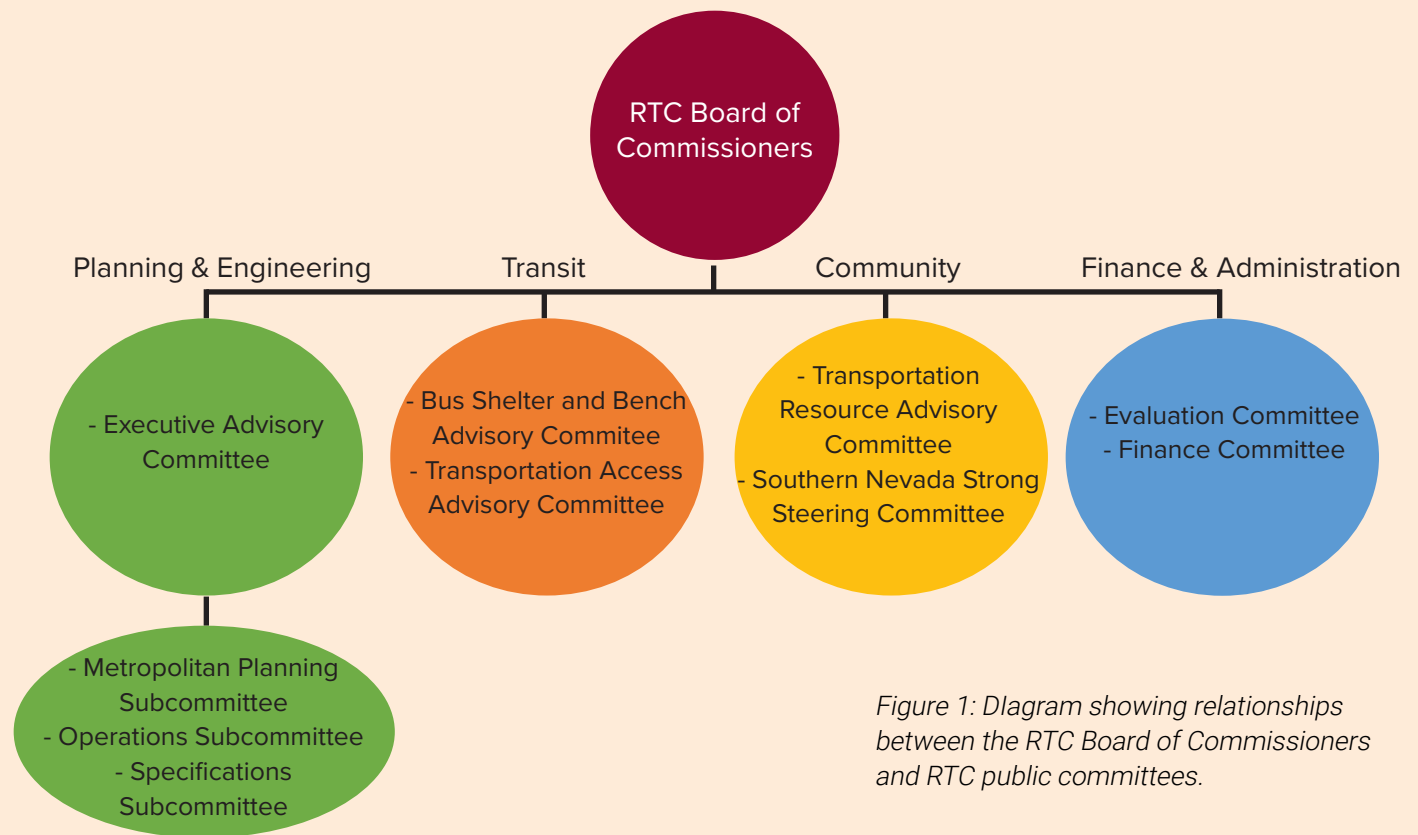 RTC Board of
Commissioners
Planning & Engineering
Transit
Community
Finance & Administration
- Executive Advisory
Committee
- Bus Shelter and Bench
Advisory Commitee
- Transportation Access
Advisory Committee
- Transportation
Resource Advisory
Committee
- Southern Nevada Strong
Steering Committee
- Evaluation Committee
- Finance Committee
- Metropolitan Planning
Subcommittee
- Operations Subcommittee
- Specifications
Subcommittee
Figure 1: DIagram showing relationships
between the RTC Board of Commissioners
and RTC public committees.